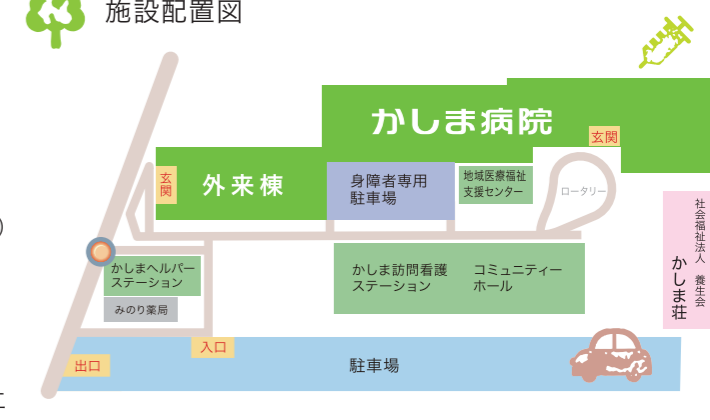 施設配置図
かしま病院
玄関
玄関
外来棟
身障者専用
駐車場
地域医療福祉
支援センター
ロータリー
社会福祉法人 養生会
かしま荘
かしまヘルパー
ステーション
みのり薬局
かしま訪問看護
ステーション
コミュニティー
ホール
入口
出口
駐車場